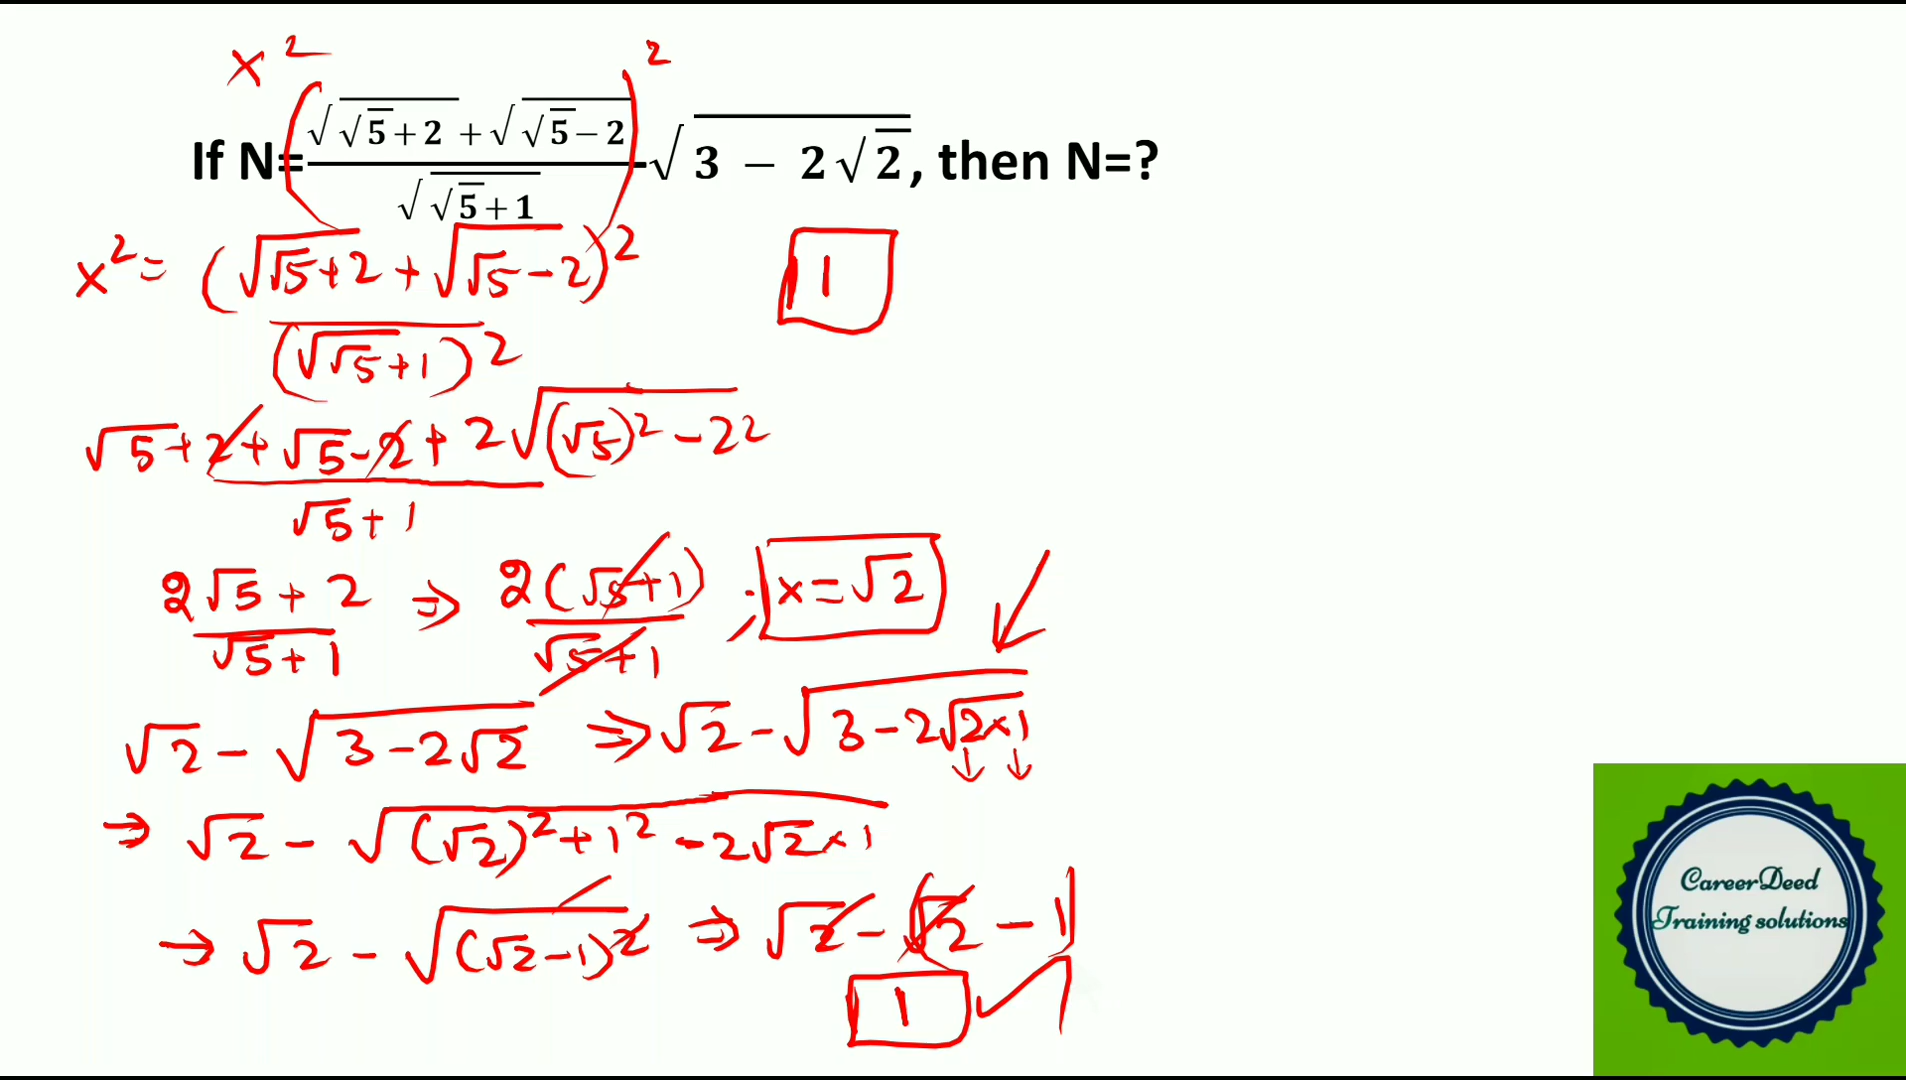 x²
( )²
If N= (√(√5+2) + √(√5−2)) / √(√5+1) - √(3 − 2√2), then N=?
x² = (√(√5+2) + √(√5−2))² / (√(√5+1))²
1
√5+2+√5−2+2√((√5)²−2²) / √5+1
2√5+2 / √5+1 ⇒ 2(√5+1) / √5+1 ; x=√2
√2 − √(3−2√2) ⇒ √2 − √(3−2√(2×1))
→ √2 − √((√2)²+1² −2√2×1)
→ √2 − √((√2−1)²) ⇒ √2 − (√2 − 1)
1
CareerDeed
Training solutions